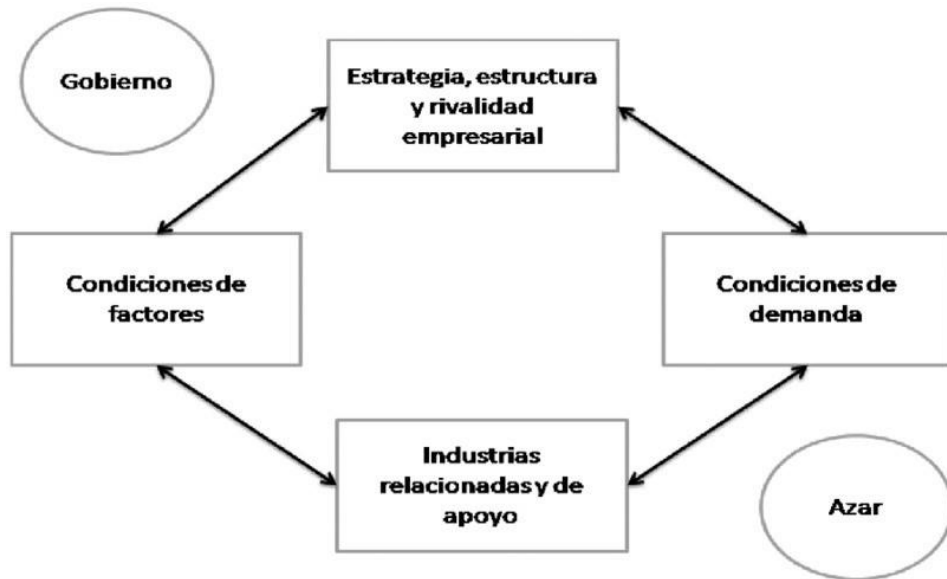 Gobierno
Estrategia, estructura
y rivalidad
empresarial
Condiciones de
factores
Condiciones de
demanda
Industrias
relacionadas y de
apoyo
Azar